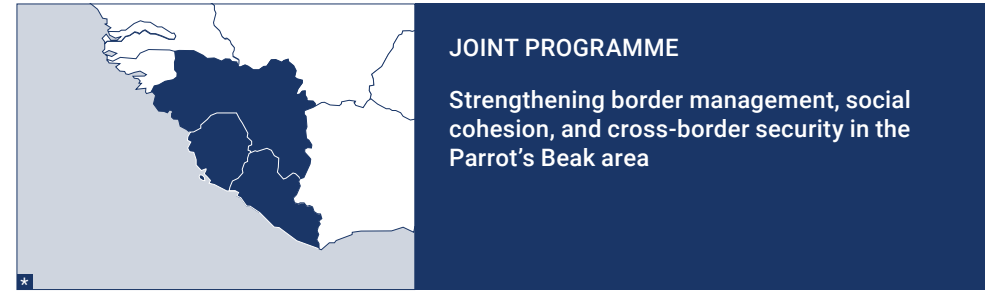 JOINT PROGRAMME
Strengthening border management, social
cohesion, and cross-border security in the
Parrot’s Beak area
*